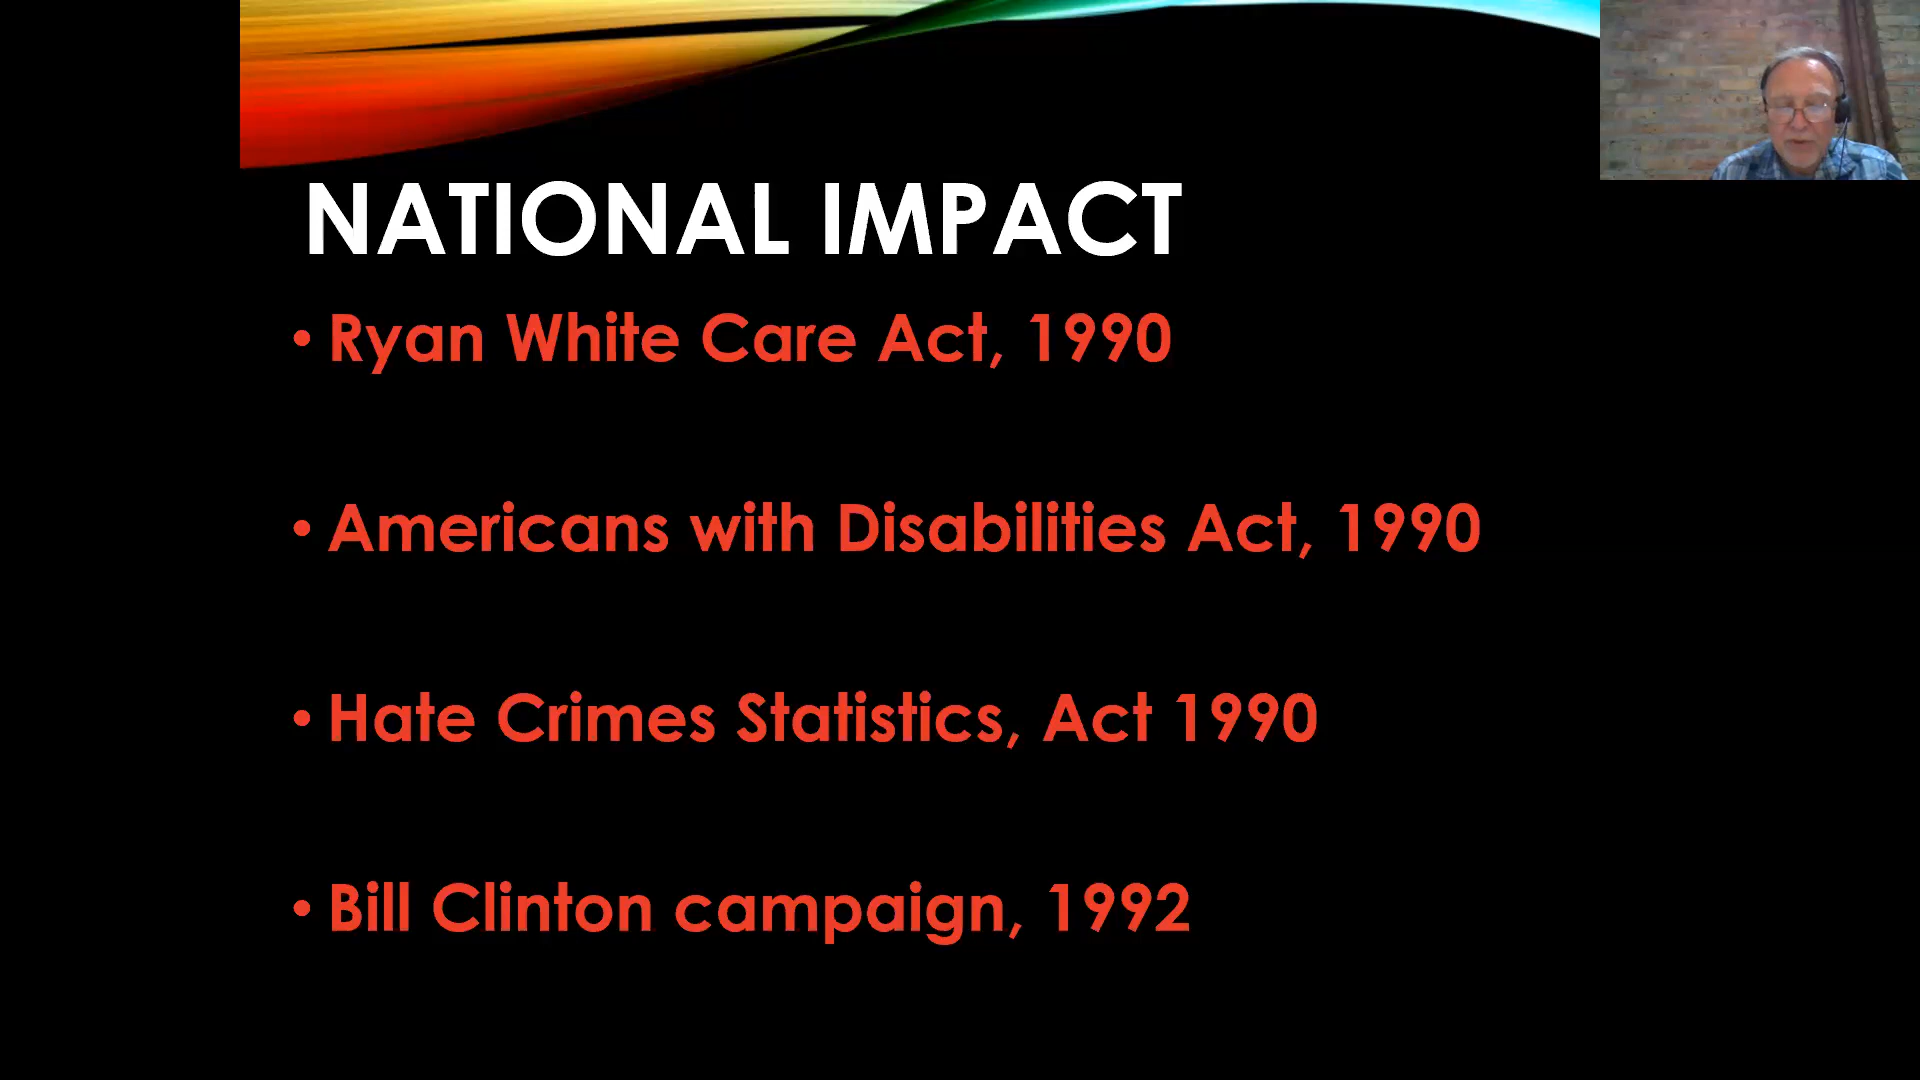 NATIONAL IMPACT
• Ryan White Care Act, 1990
• Americans with Disabilities Act, 1990
• Hate Crimes Statistics, Act 1990
• Bill Clinton campaign, 1992